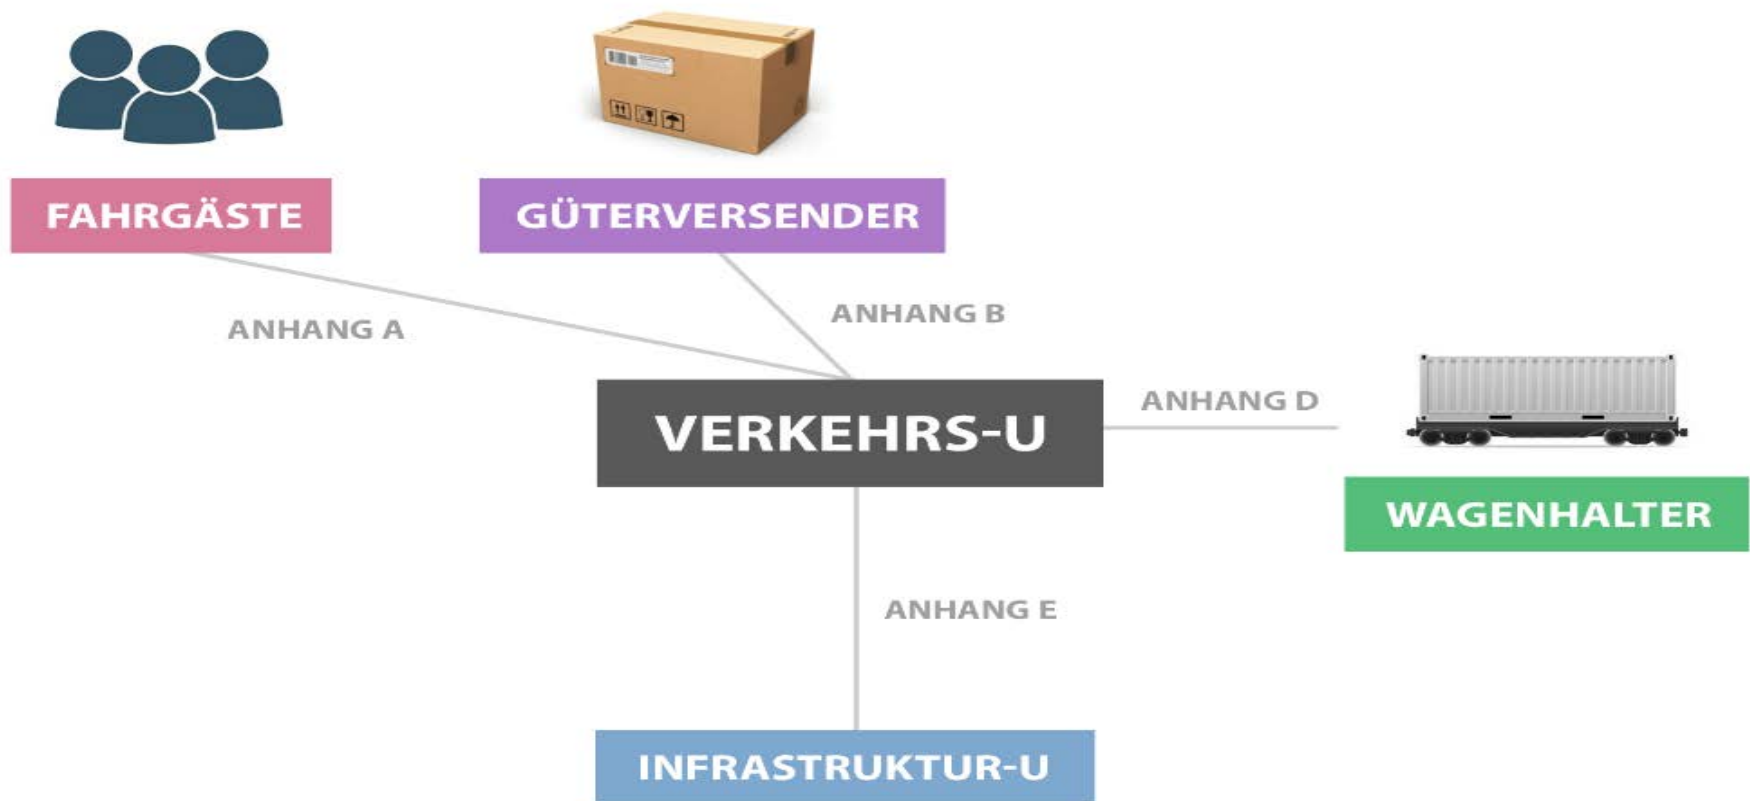 FAHRGÄSTE
GÜTERVERSENDER
ANHANG A
ANHANG B
VERKEHRS-U
ANHANG D
WAGENHALTER
ANHANG E
INFRASTRUKTUR-U